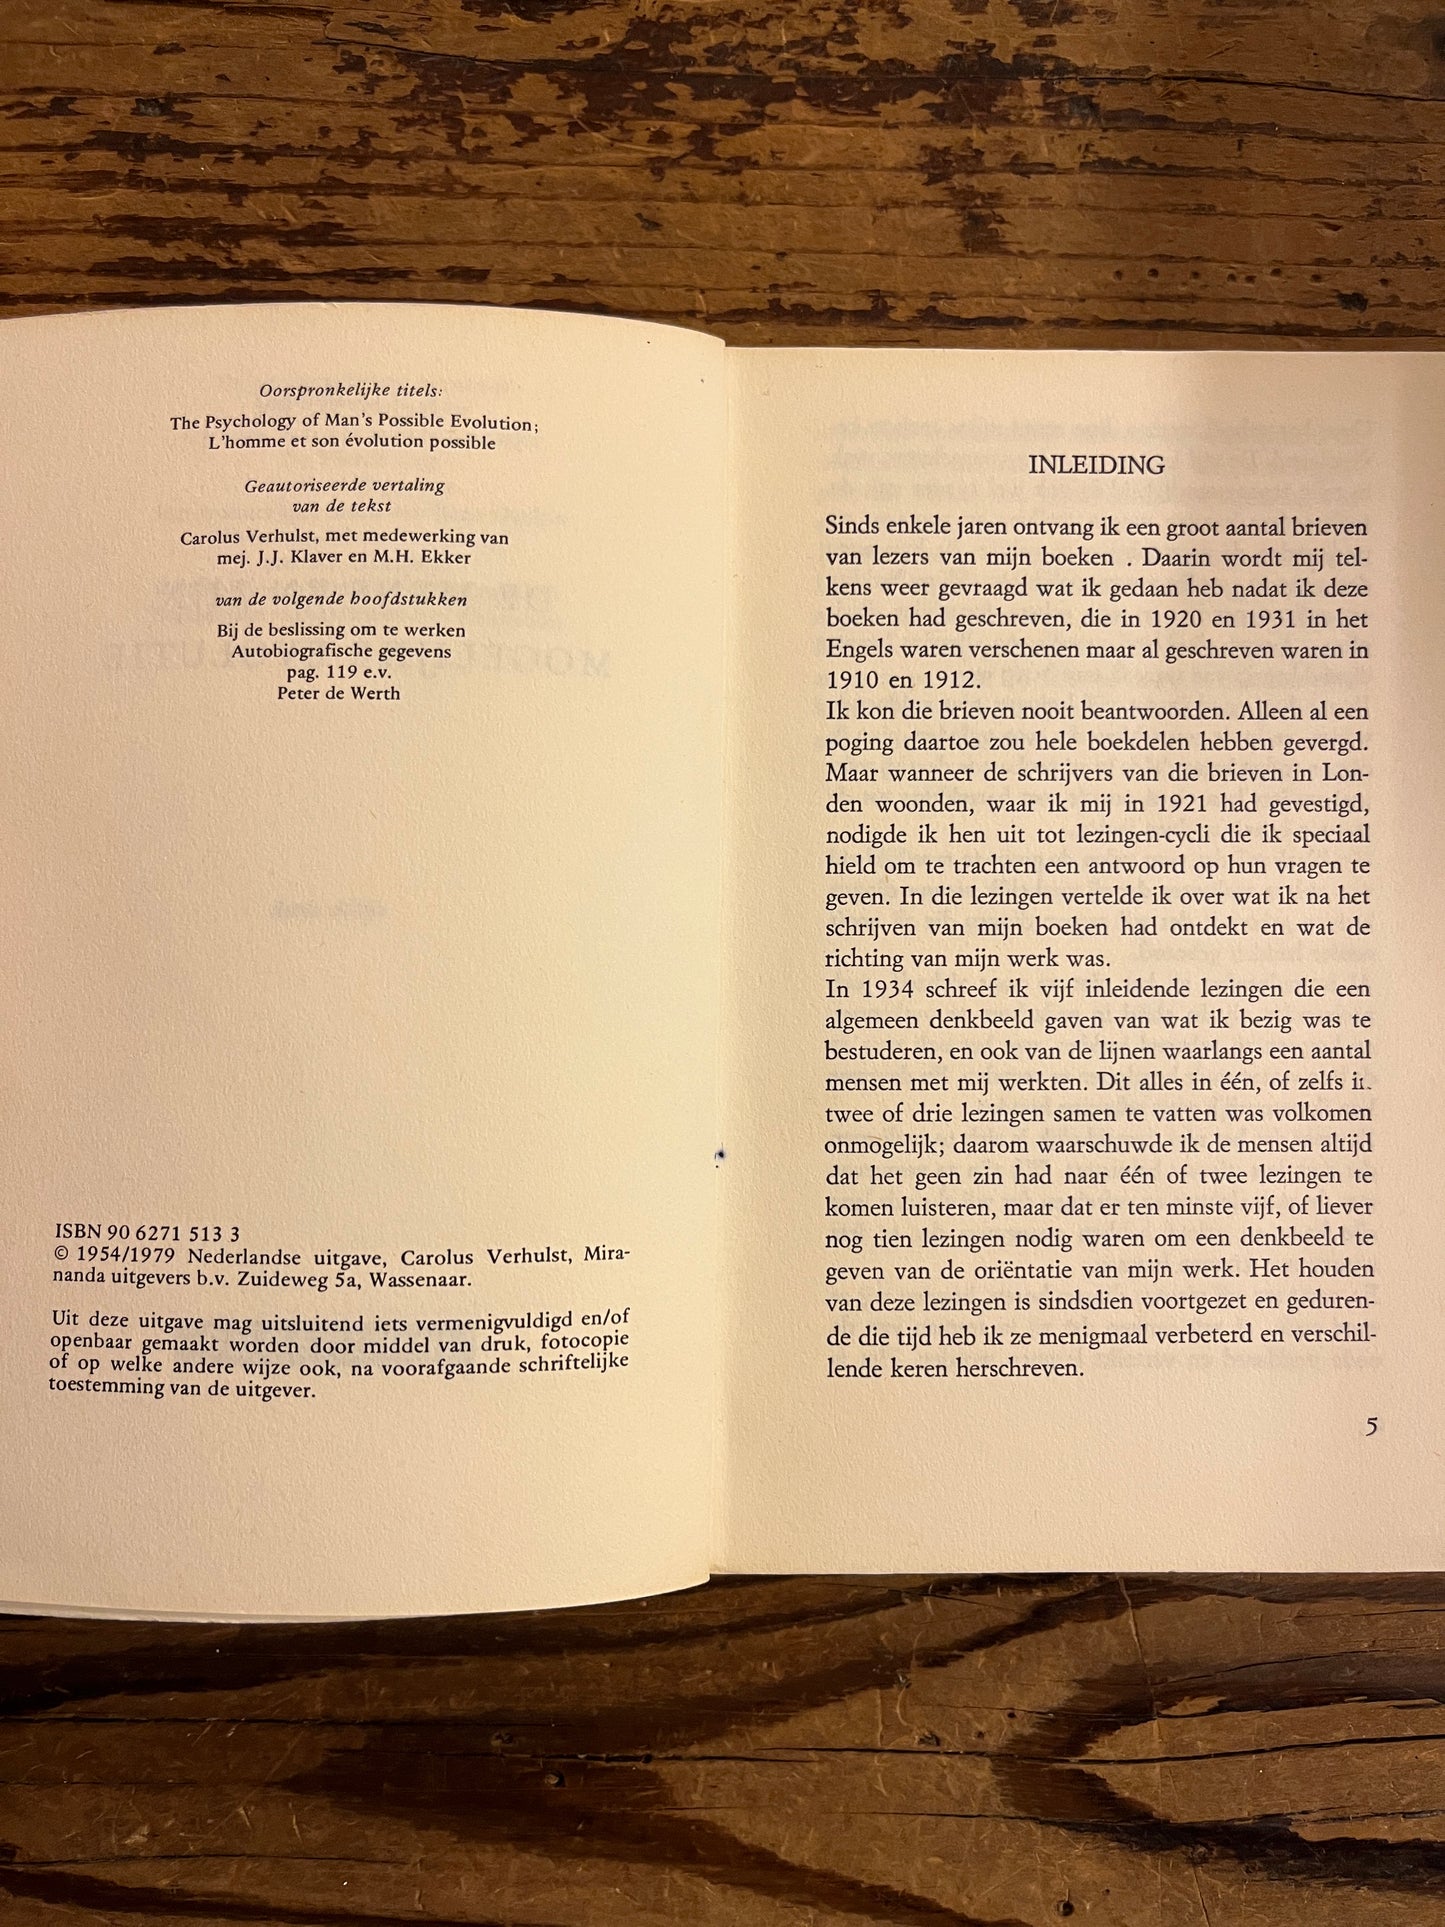 Oorspronkelijke titels:
The Psychology of Man's Possible Evolution;
L'homme et son évolution possible
Geautoriseerde vertaling
van de tekst
Carolus Verhulst, met medewerking van
mej. J.J. Klaver en M.H. Ekker
van de volgende hoofdstukken
Bij de beslissing om te werken
Autobiografische gegevens
pag. 119 e.v.
Peter de Werth
ISBN 90 6271 513 3
© 1954/1979 Nederlandse uitgave, Carolus Verhulst, Mira-
nanda uitgevers b.v. Zuideweg 5a, Wassenaar.
Uit deze uitgave mag uitsluitend iets vermenigvuldigd en/of
openbaar gemaakt worden door middel van druk, fotocopie
of op welke andere wijze ook, na voorafgaande schriftelijke
toestemming van de uitgever.
INLEIDING
Sinds enkele jaren ontvang ik een groot aantal brieven
van lezers van mijn boeken . Daarin wordt mij tel-
kens weer gevraagd wat ik gedaan heb nadat ik deze
boeken had geschreven, die in 1920 en 1931 in het
Engels waren verschenen maar al geschreven waren in
1910 en 1912.
Ik kon die brieven nooit beantwoorden. Alleen al een
poging daartoe zou hele boekdelen hebben gevergd.
Maar wanneer de schrijvers van die brieven in Lon-
den woonden, waar ik mij in 1921 had gevestigd,
nodigde ik hen uit tot lezingen-cycli die ik speciaal
hield om te trachten een antwoord op hun vragen te
geven. In die lezingen vertelde ik over wat ik na het
schrijven van mijn boeken had ontdekt en wat de
richting van mijn werk was.
In 1934 schreef ik vijf inleidende lezingen die een
algemeen denkbeeld gaven van wat ik bezig was te
bestuderen, en ook van de lijnen waarlangs een aantal
mensen met mij werkten. Dit alles in één, of zelfs in
twee of drie lezingen samen te vatten was volkomen
onmogelijk; daarom waarschuwde ik de mensen altijd
dat het geen zin had naar één of twee lezingen te
komen luisteren, maar dat er ten minste vijf, of liever
nog tien lezingen nodig waren om een denkbeeld te
geven van de oriëntatie van mijn werk. Het houden
van deze lezingen is sindsdien voortgezet en geduren-
de die tijd heb ik ze menigmaal verbeterd en verschil-
lende keren herschreven.
5